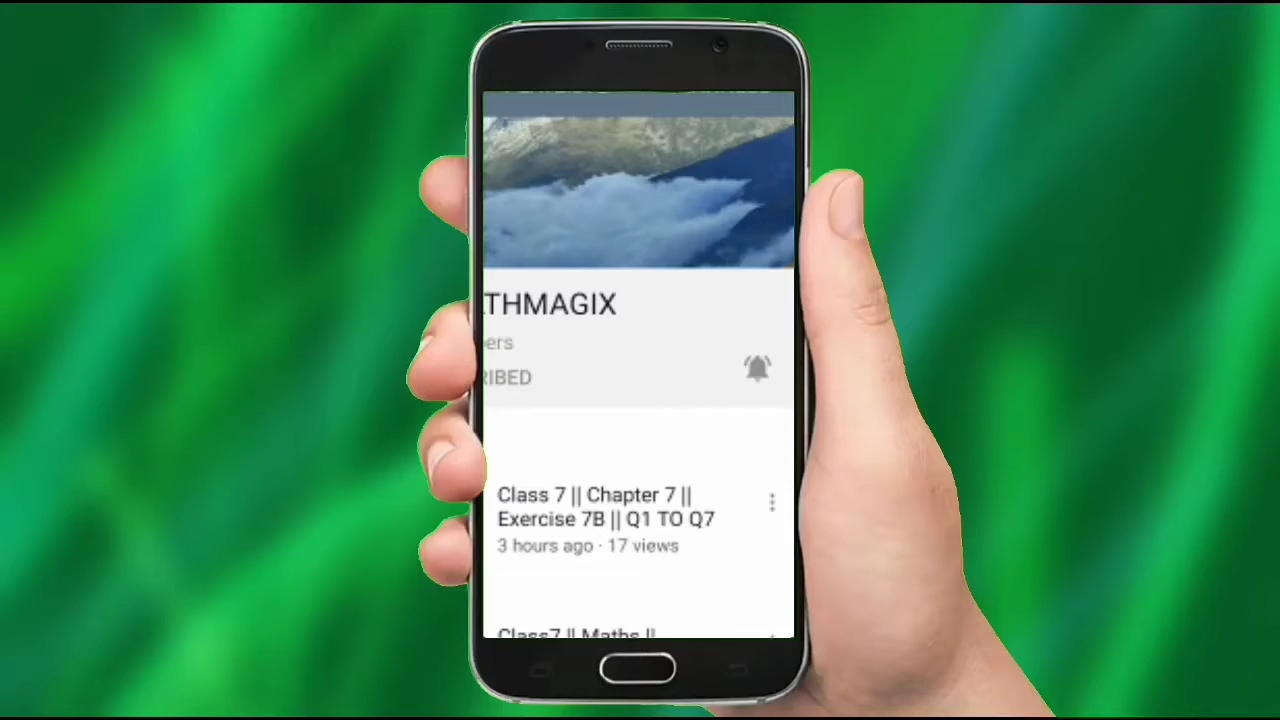 THMAGIX
ers
RIBED
Class 7 || Chapter 7 ||
Exercise 7B || Q1 TO Q7
3 hours ago · 17 views
Class7 || Maths ||